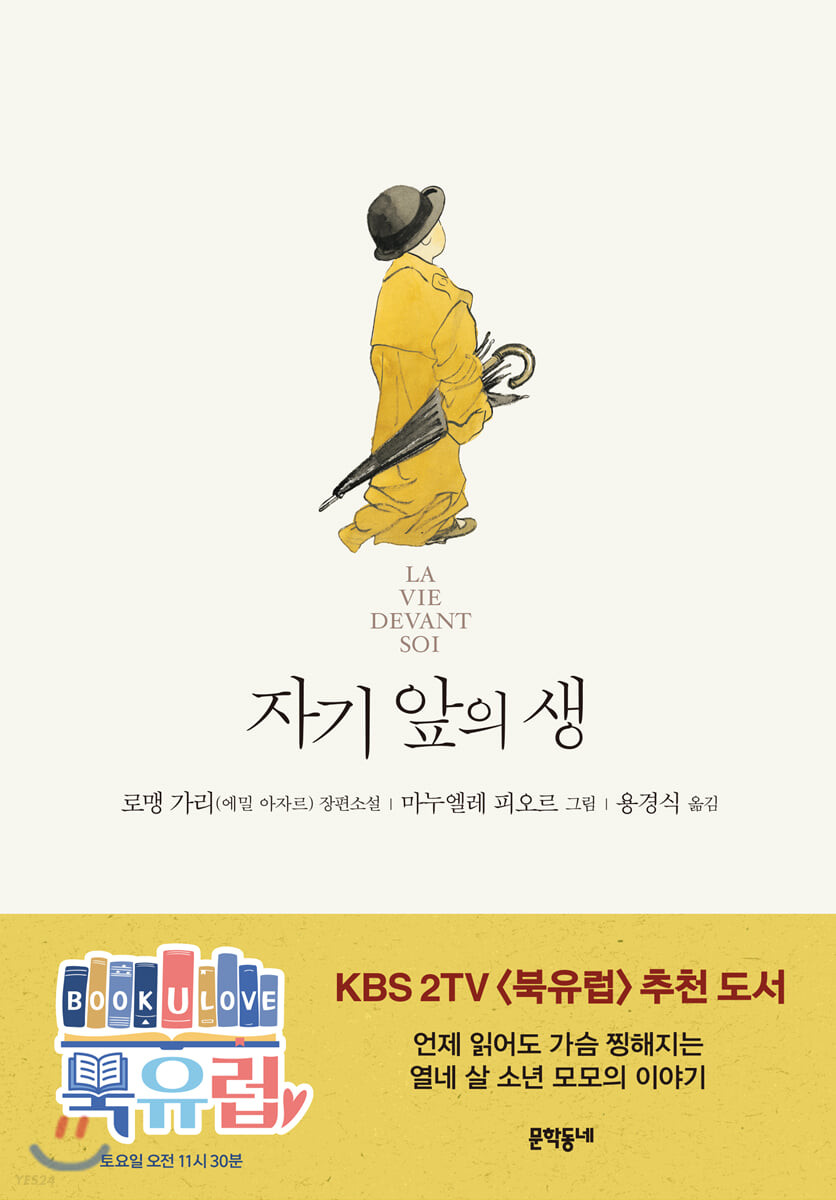 LA
VIE
DEVANT
SOI
자기 앞의 생
로맹 가리(에밀 아자르) 장편소설 | 마누엘레 피오르 그림 | 용경식 옮김
BOOK U LOVE
북유럽
토요일 오전 11시 30분
KBS 2TV 〈북유럽〉 추천 도서
언제 읽어도 가슴 찡해지는
열네 살 소년 모모의 이야기
문학동네
YES24